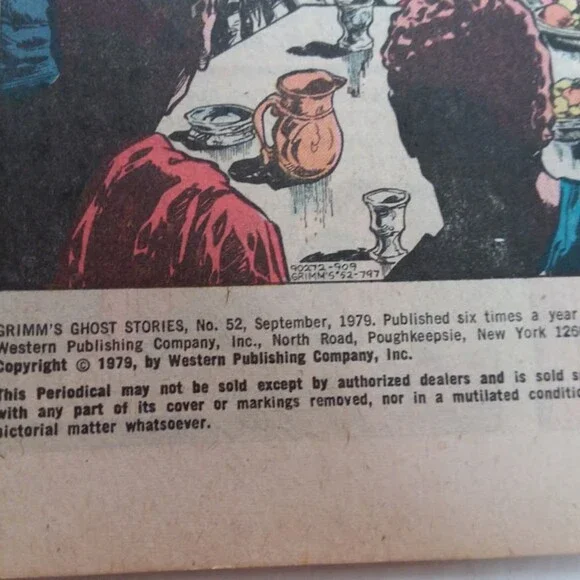 90272-909
GRIMM'S #52-797
GRIMM'S GHOST STORIES, No. 52, September, 1979. Published six times a year
Western Publishing Company, Inc., North Road, Poughkeepsie, New York
Copyright © 1979, by Western Publishing Company, Inc.
This Periodical may not be sold except by authorized dealers and is sold
with any part of its cover or markings removed, nor in a mutilated
pictorial matter whatsoever.